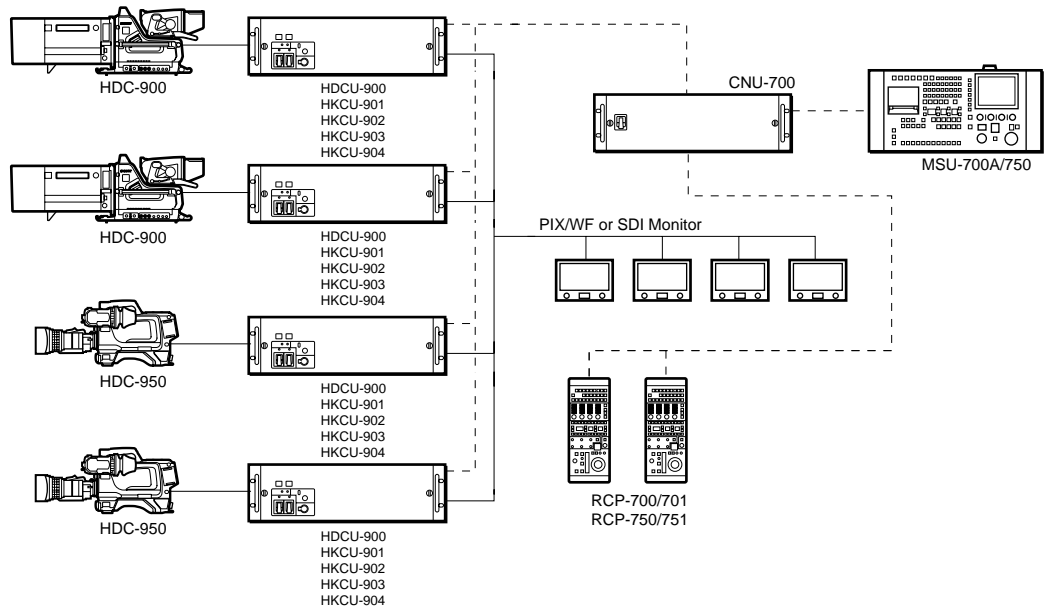 HDC-900
HDCU-900
HKCU-901
HKCU-902
HKCU-903
HKCU-904
CNU-700
MSU-700A/750
HDC-900
HDCU-900
HKCU-901
HKCU-902
HKCU-903
HKCU-904
PIX/WF or SDI Monitor
HDC-950
HDCU-900
HKCU-901
HKCU-902
HKCU-903
HKCU-904
RCP-700/701
RCP-750/751
HDC-950
HDCU-900
HKCU-901
HKCU-902
HKCU-903
HKCU-904